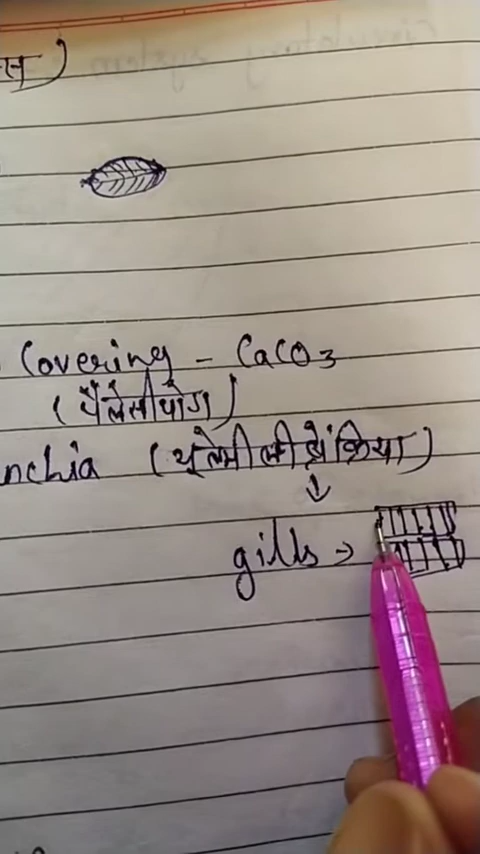 Covering - CaCO3
(पैलेसीपोडा)
nchia (यूलेमीलीब्रेंकिया)
↓
gills →